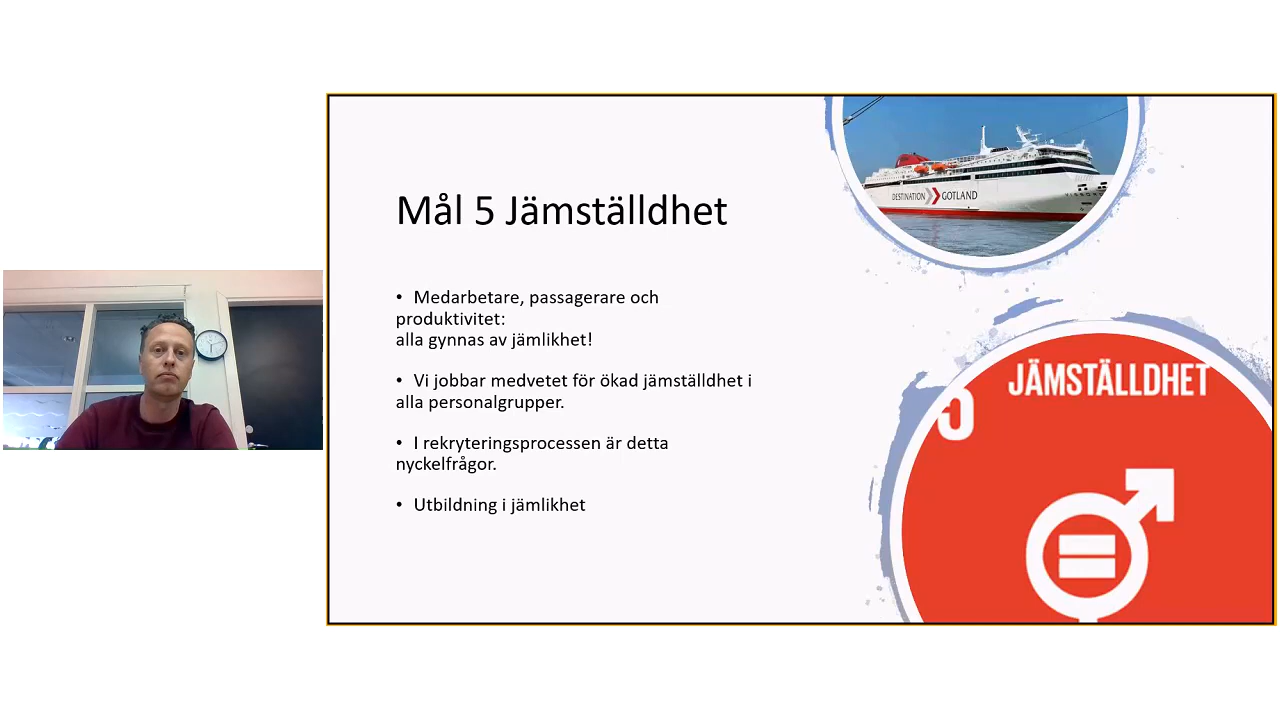 Mål 5 Jämställdhet
• Medarbetare, passagerare och
produktivitet:
alla gynnas av jämlikhet!
• Vi jobbar medvetet för ökad jämställdhet i
alla personalgrupper.
• I rekryteringsprocessen är detta
nyckelfrågor.
• Utbildning i jämlikhet
DESTINATION GOTLAND
JÄMSTÄLLDHET
5